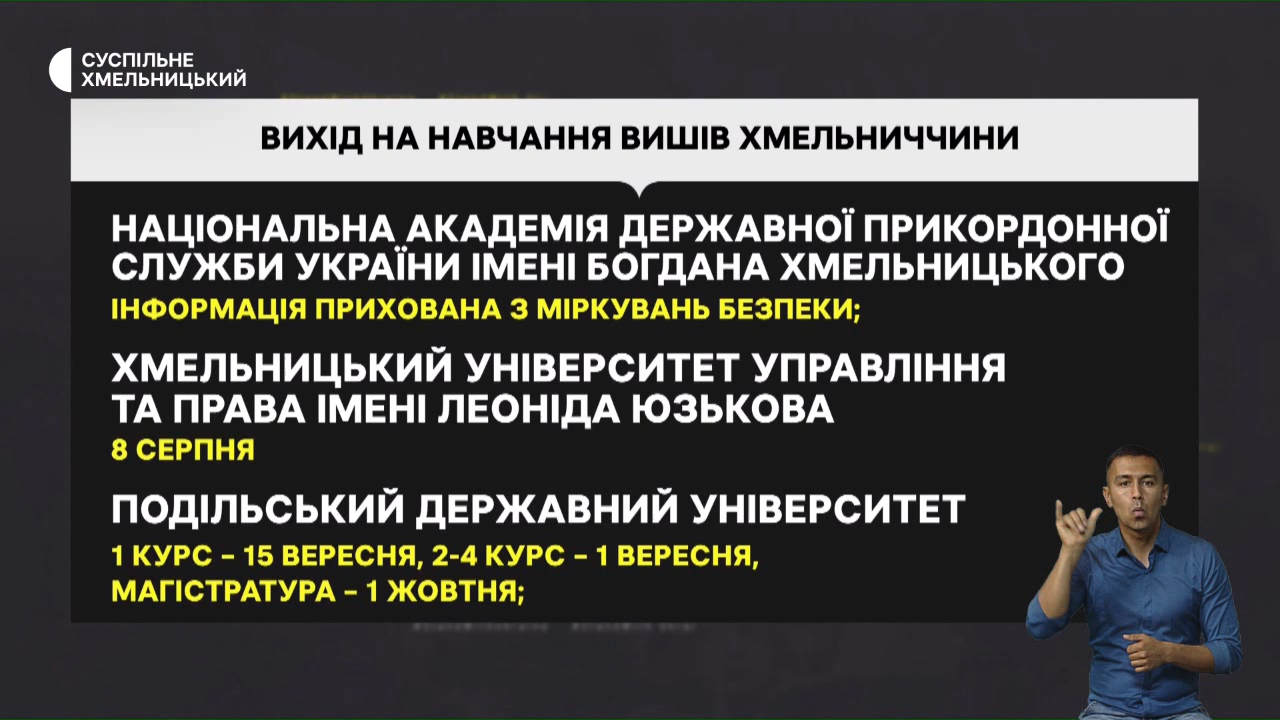 СУСПІЛЬНЕ
ХМЕЛЬНИЦЬКИЙ
ВИХІД НА НАВЧАННЯ ВИШІВ ХМЕЛЬНИЧЧИНИ
НАЦІОНАЛЬНА АКАДЕМІЯ ДЕРЖАВНОЇ ПРИКОРДОННОЇ
СЛУЖБИ УКРАЇНИ ІМЕНІ БОГДАНА ХМЕЛЬНИЦЬКОГО
ІНФОРМАЦІЯ ПРИХОВАНА З МІРКУВАНЬ БЕЗПЕКИ;
ХМЕЛЬНИЦЬКИЙ УНІВЕРСИТЕТ УПРАВЛІННЯ
ТА ПРАВА ІМЕНІ ЛЕОНІДА ЮЗЬКОВА
8 СЕРПНЯ
ПОДІЛЬСЬКИЙ ДЕРЖАВНИЙ УНІВЕРСИТЕТ
1 КУРС – 15 ВЕРЕСНЯ, 2-4 КУРС – 1 ВЕРЕСНЯ,
МАГІСТРАТУРА – 1 ЖОВТНЯ;